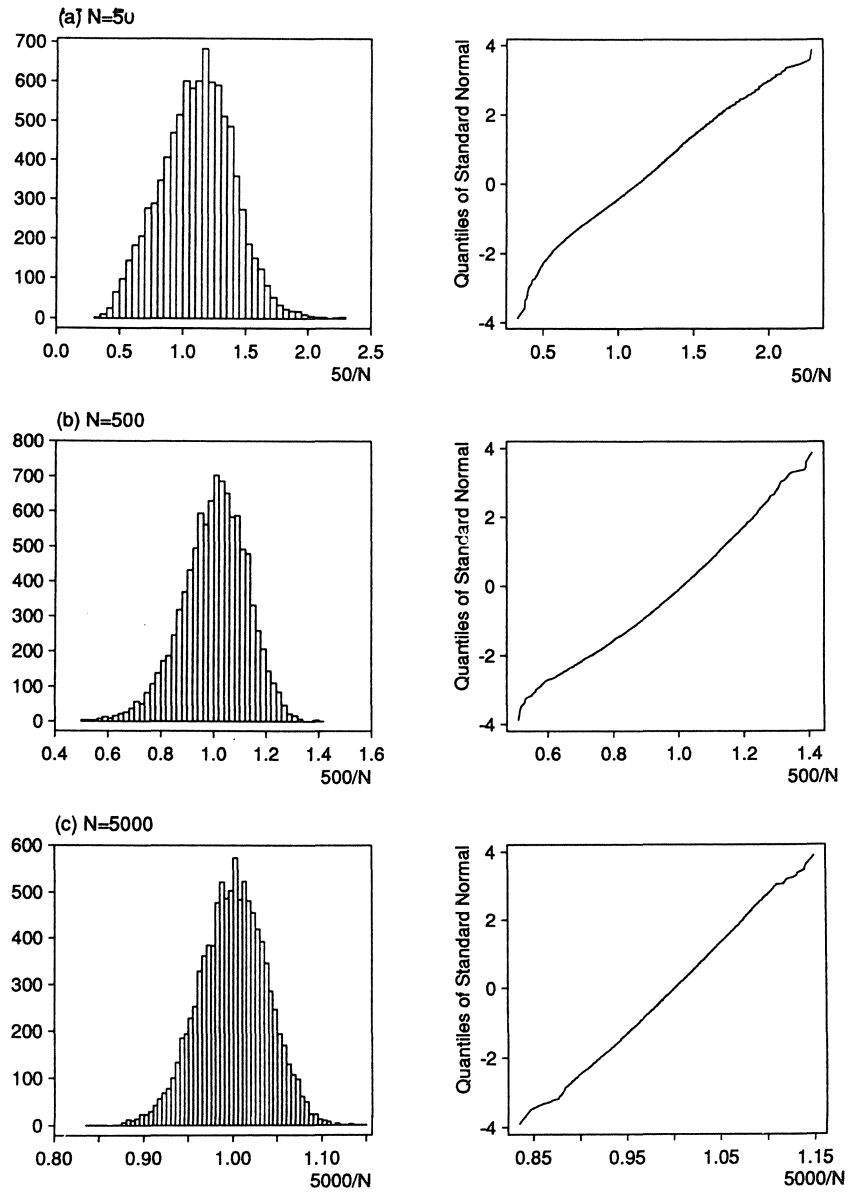 (a) N=50
700
600
500
400
300
200
100
0
0.0 0.5 1.0 1.5 2.0 2.5
50/N
Quantiles of Standard Normal
4
2
0
-2
-4
0.5 1.0 1.5 2.0
50/N
(b) N=500
800
700
600
500
400
300
200
100
0
0.4 0.6 0.8 1.0 1.2 1.4 1.6
500/N
Quantiles of Standard Normal
4
2
0
-2
-4
0.6 0.8 1.0 1.2 1.4
500/N
(c) N=5000
600
500
400
300
200
100
0
0.80 0.90 1.00 1.10
5000/N
Quantiles of Standard Normal
4
2
0
-2
-4
0.85 0.95 1.05 1.15
5000/N